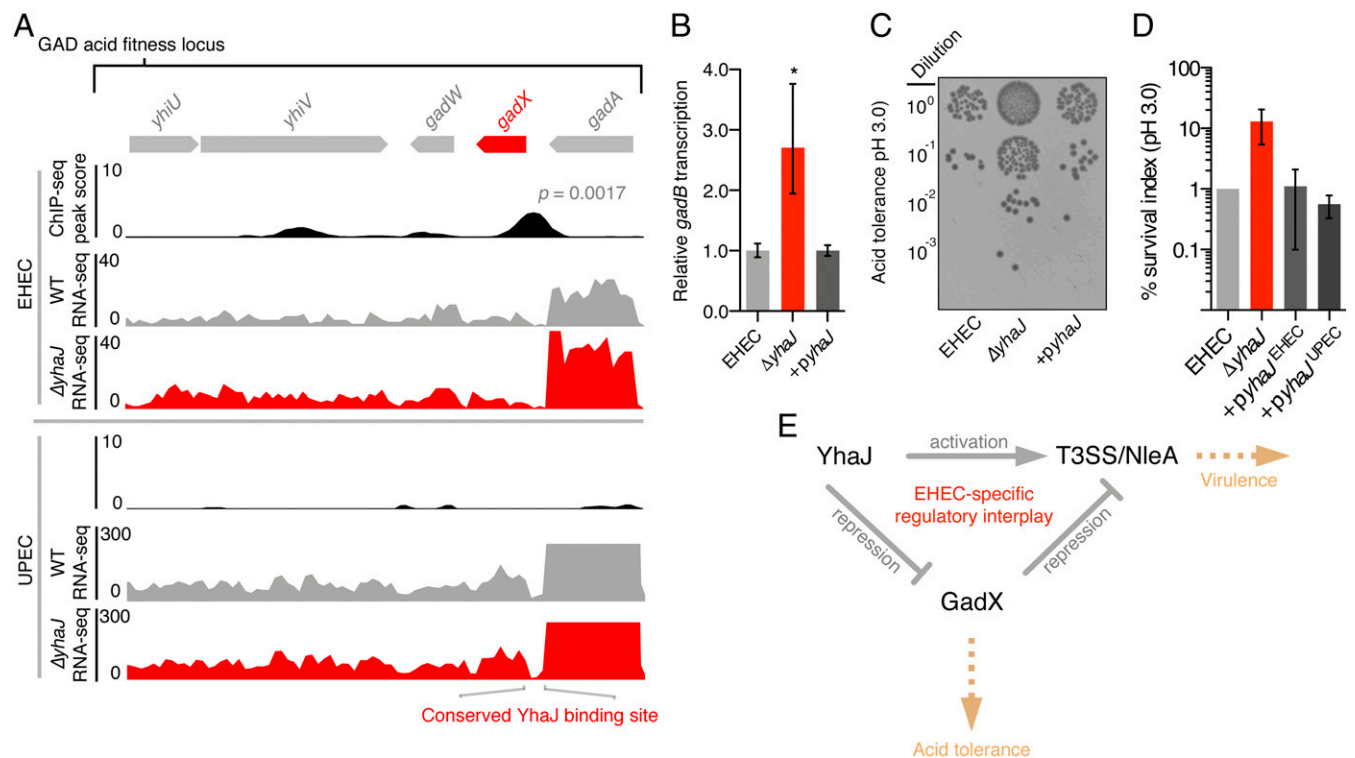 A
GAD acid fitness locus
yhiU
yhiV
gadW
gadX
gadA
EHEC
ChIP-seq
peak score
10
0
p = 0.0017
WT
RNA-seq
40
0
ΔyhaJ
RNA-seq
40
0
UPEC
10
0
WT
RNA-seq
300
0
ΔyhaJ
RNA-seq
300
0
Conserved YhaJ binding site
B
Relative gadB transcription
4.0
3.0
2.0
1.0
0.0
*
EHEC
ΔyhaJ
+pyhaJ
C
Dilution
Acid tolerance pH 3.0
10⁰
10⁻¹
10⁻²
10⁻³
EHEC
ΔyhaJ
+pyhaJ
D
% survival index (pH 3.0)
100
10
1
0.1
EHEC
ΔyhaJ
+pyhaJ EHEC
+pyhaJ UPEC
E
YhaJ
activation
T3SS/NleA
Virulence
EHEC-specific
regulatory interplay
repression
repression
GadX
Acid tolerance